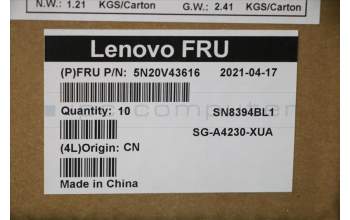 N.W.: 1.21 KGS/Carton G.W.: 2.41 KGS/Carton
Lenovo FRU
(P)FRU P/N: 5N20V43616 2021-04-17
Quantity: 10 SN8394BL1
SG-A4230-XUA
(4L)Origin: CN
Made in China